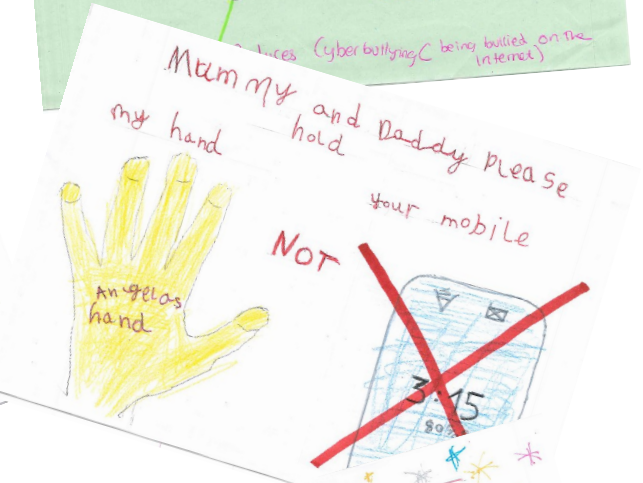 Cyberbullying ( being bullied on the
Internet)
Mummy and Daddy Please
hold
my hand
NOT
your mobile
Angelas
hand
3:15